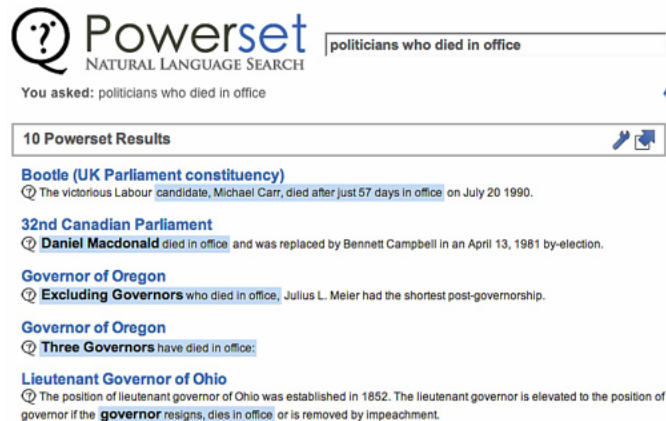 Powerset
NATURAL LANGUAGE SEARCH
politicians who died in office
You asked: politicians who died in office
10 Powerset Results
Bootle (UK Parliament constituency)
The victorious Labour candidate, Michael Carr, died after just 57 days in office on July 20 1990.
32nd Canadian Parliament
Daniel Macdonald died in office and was replaced by Bennett Campbell in an April 13, 1981 by-election.
Governor of Oregon
Excluding Governors who died in office, Julius L. Meier had the shortest post-governorship.
Governor of Oregon
Three Governors have died in office:
Lieutenant Governor of Ohio
The position of lieutenant governor of Ohio was established in 1852. The lieutenant governor is elevated to the position of
governor if the governor resigns, dies in office or is removed by impeachment.